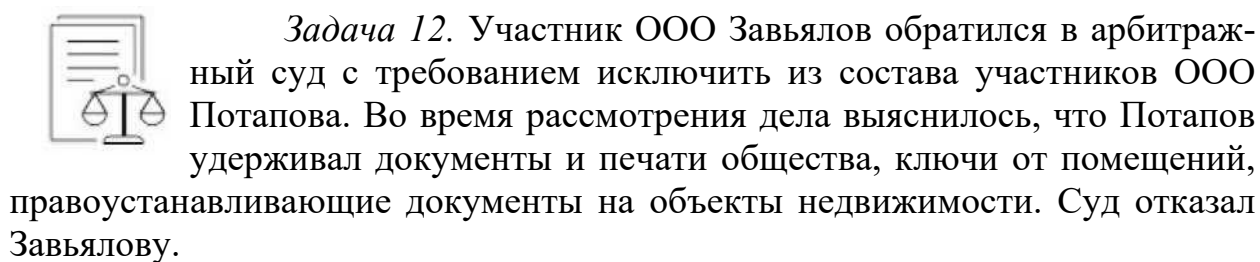 Задача 12. Участник ООО Завьялов обратился в арбитраж-
ный суд с требованием исключить из состава участников ООО
Потапова. Во время рассмотрения дела выяснилось, что Потапов
удерживал документы и печати общества, ключи от помещений,
правоустанавливающие документы на объекты недвижимости. Суд отказал
Завьялову.